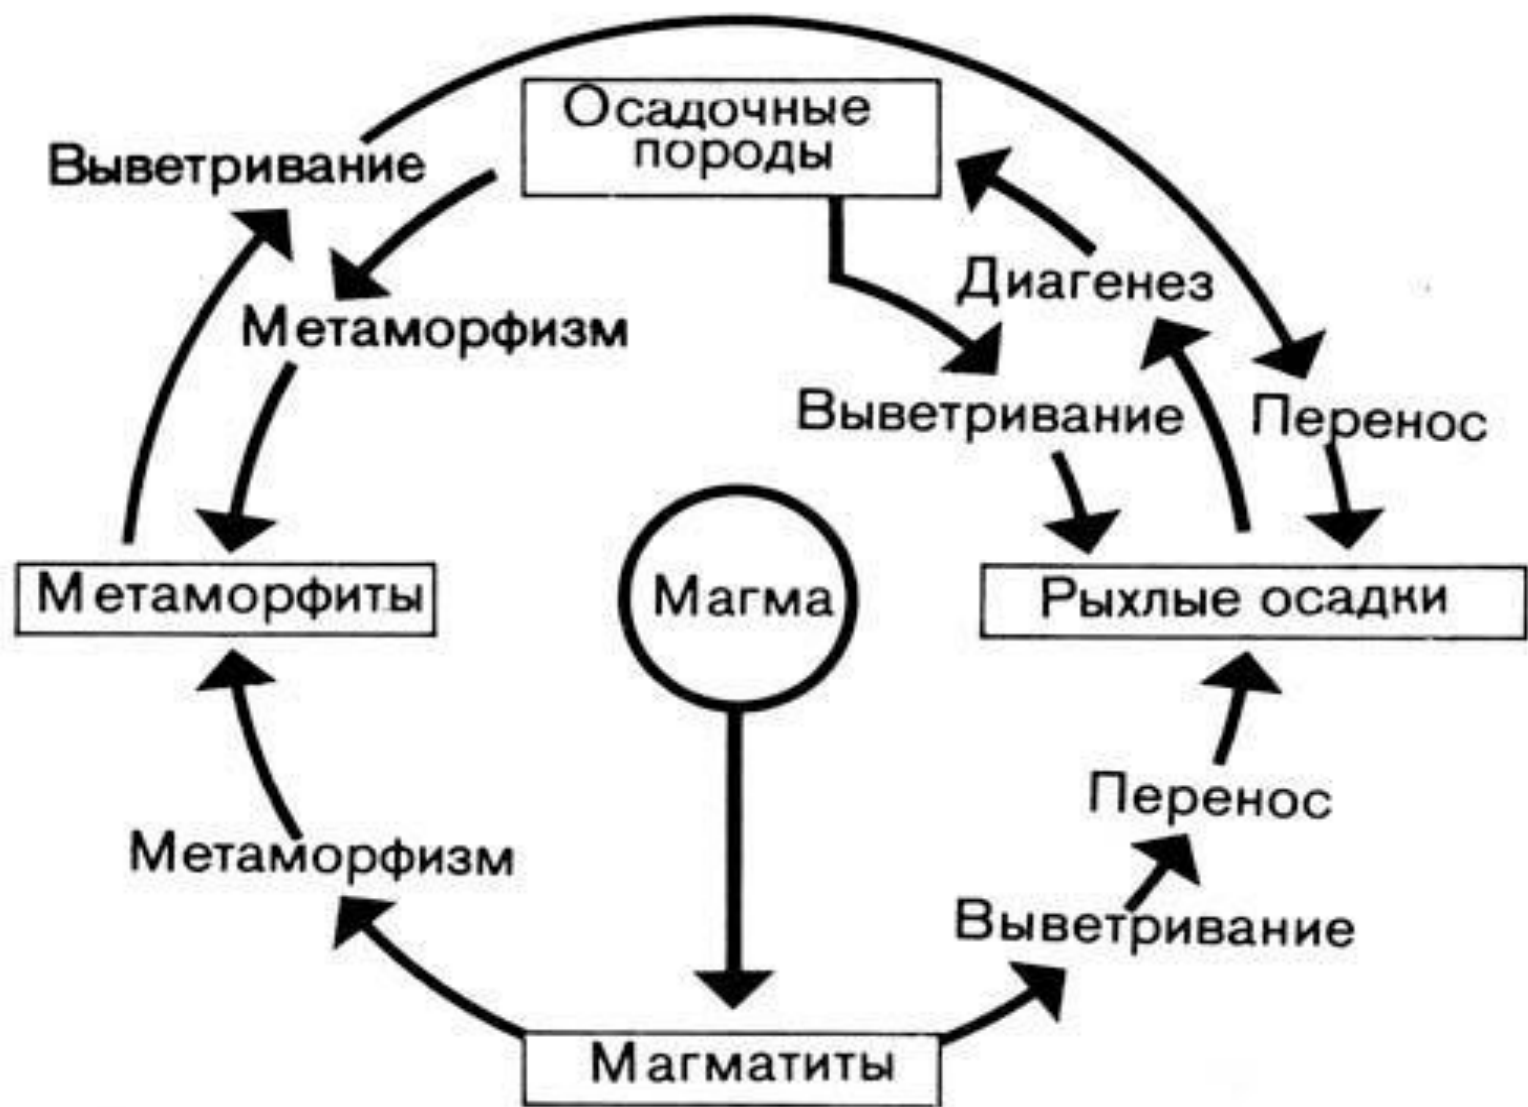 Осадочные
породы
Выветривание
Диагенез
Метаморфизм
Выветривание
Перенос
Метаморфиты
Магма
Рыхлые осадки
Перенос
Метаморфизм
Выветривание
Магматиты